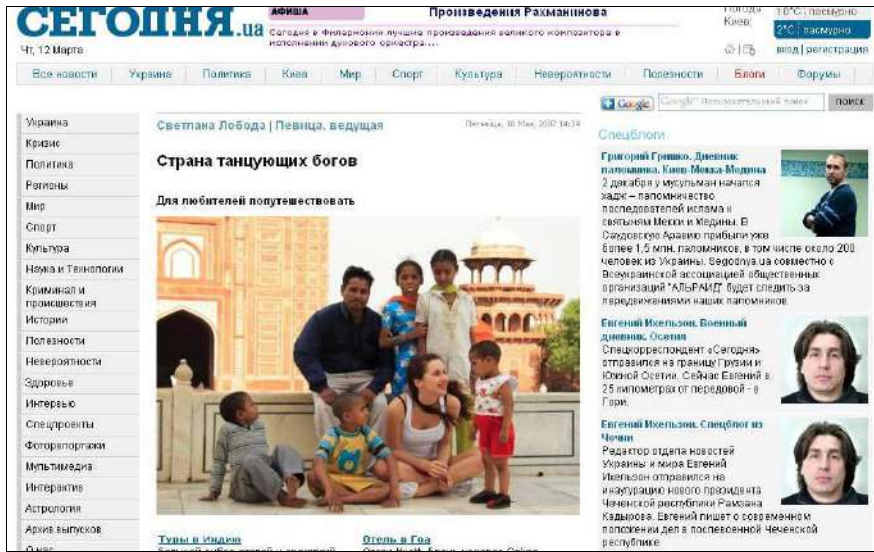 СЕГОДНЯ.ua
Чт, 12 Марта
АФИША
Произведения Рахманинова
Сегодня в Филармонии лучшие произведения великого композитора в
исполнении духового оркестра....
Погода
Киев:
10°C | пасмурно
2°C | пасмурно
вход | регистрация
Все новости Украина Политика Киев Мир Спорт Культура Невероятности Полезности Блоги Форумы
Google Пользовательский поиск ПОИСК
Украина
Кризис
Политика
Регионы
Мир
Спорт
Культура
Наука и Технологии
Криминал и
происшествия
Истории
Полезности
Невероятности
Здоровье
Интервью
Спецпроекты
Фоторепортажи
Мультимедиа
Интерактив
Астрология
Архив выпусков
О нас
Светлана Лобода | Певица, ведущая
Страна танцующих богов
Для любителей попутешествовать
Туры в Индию Отель в Гоа
Спецблоги
Григорий Гришко. Дневник
паломника. Киев-Мекка-Медина
2 декабря у мусульман начался
хадж – паломничество
последователей ислама к
святыням Мекки и Медины. В
Саудовскую Аравию прибыли уже
более 1,5 млн. паломников, в том числе около 200
человек из Украины. Segodnya.ua совместно с
Всеукраинской ассоциацией общественных
организаций "АЛЬРАИД" будет следить за
передвижениями наших паломников.
Евгений Ихельзон. Военный
дневник. Осетия
Спецкорреспондент «Сегодня»
отправился на границу Грузии и
Южной Осетии. Сейчас Евгений в
25 километрах от передовой - в
Гори.
Евгений Ихельзон. Спецблог из
Чечни
Редактор отдела новостей
Украины и мира Евгений
Ихельзон отправился на
инаугурацию нового президента
Чеченской республики Рамзана
Кадырова. Евгений пишет о современном
положении дел в послевоенной Чеченской
республике